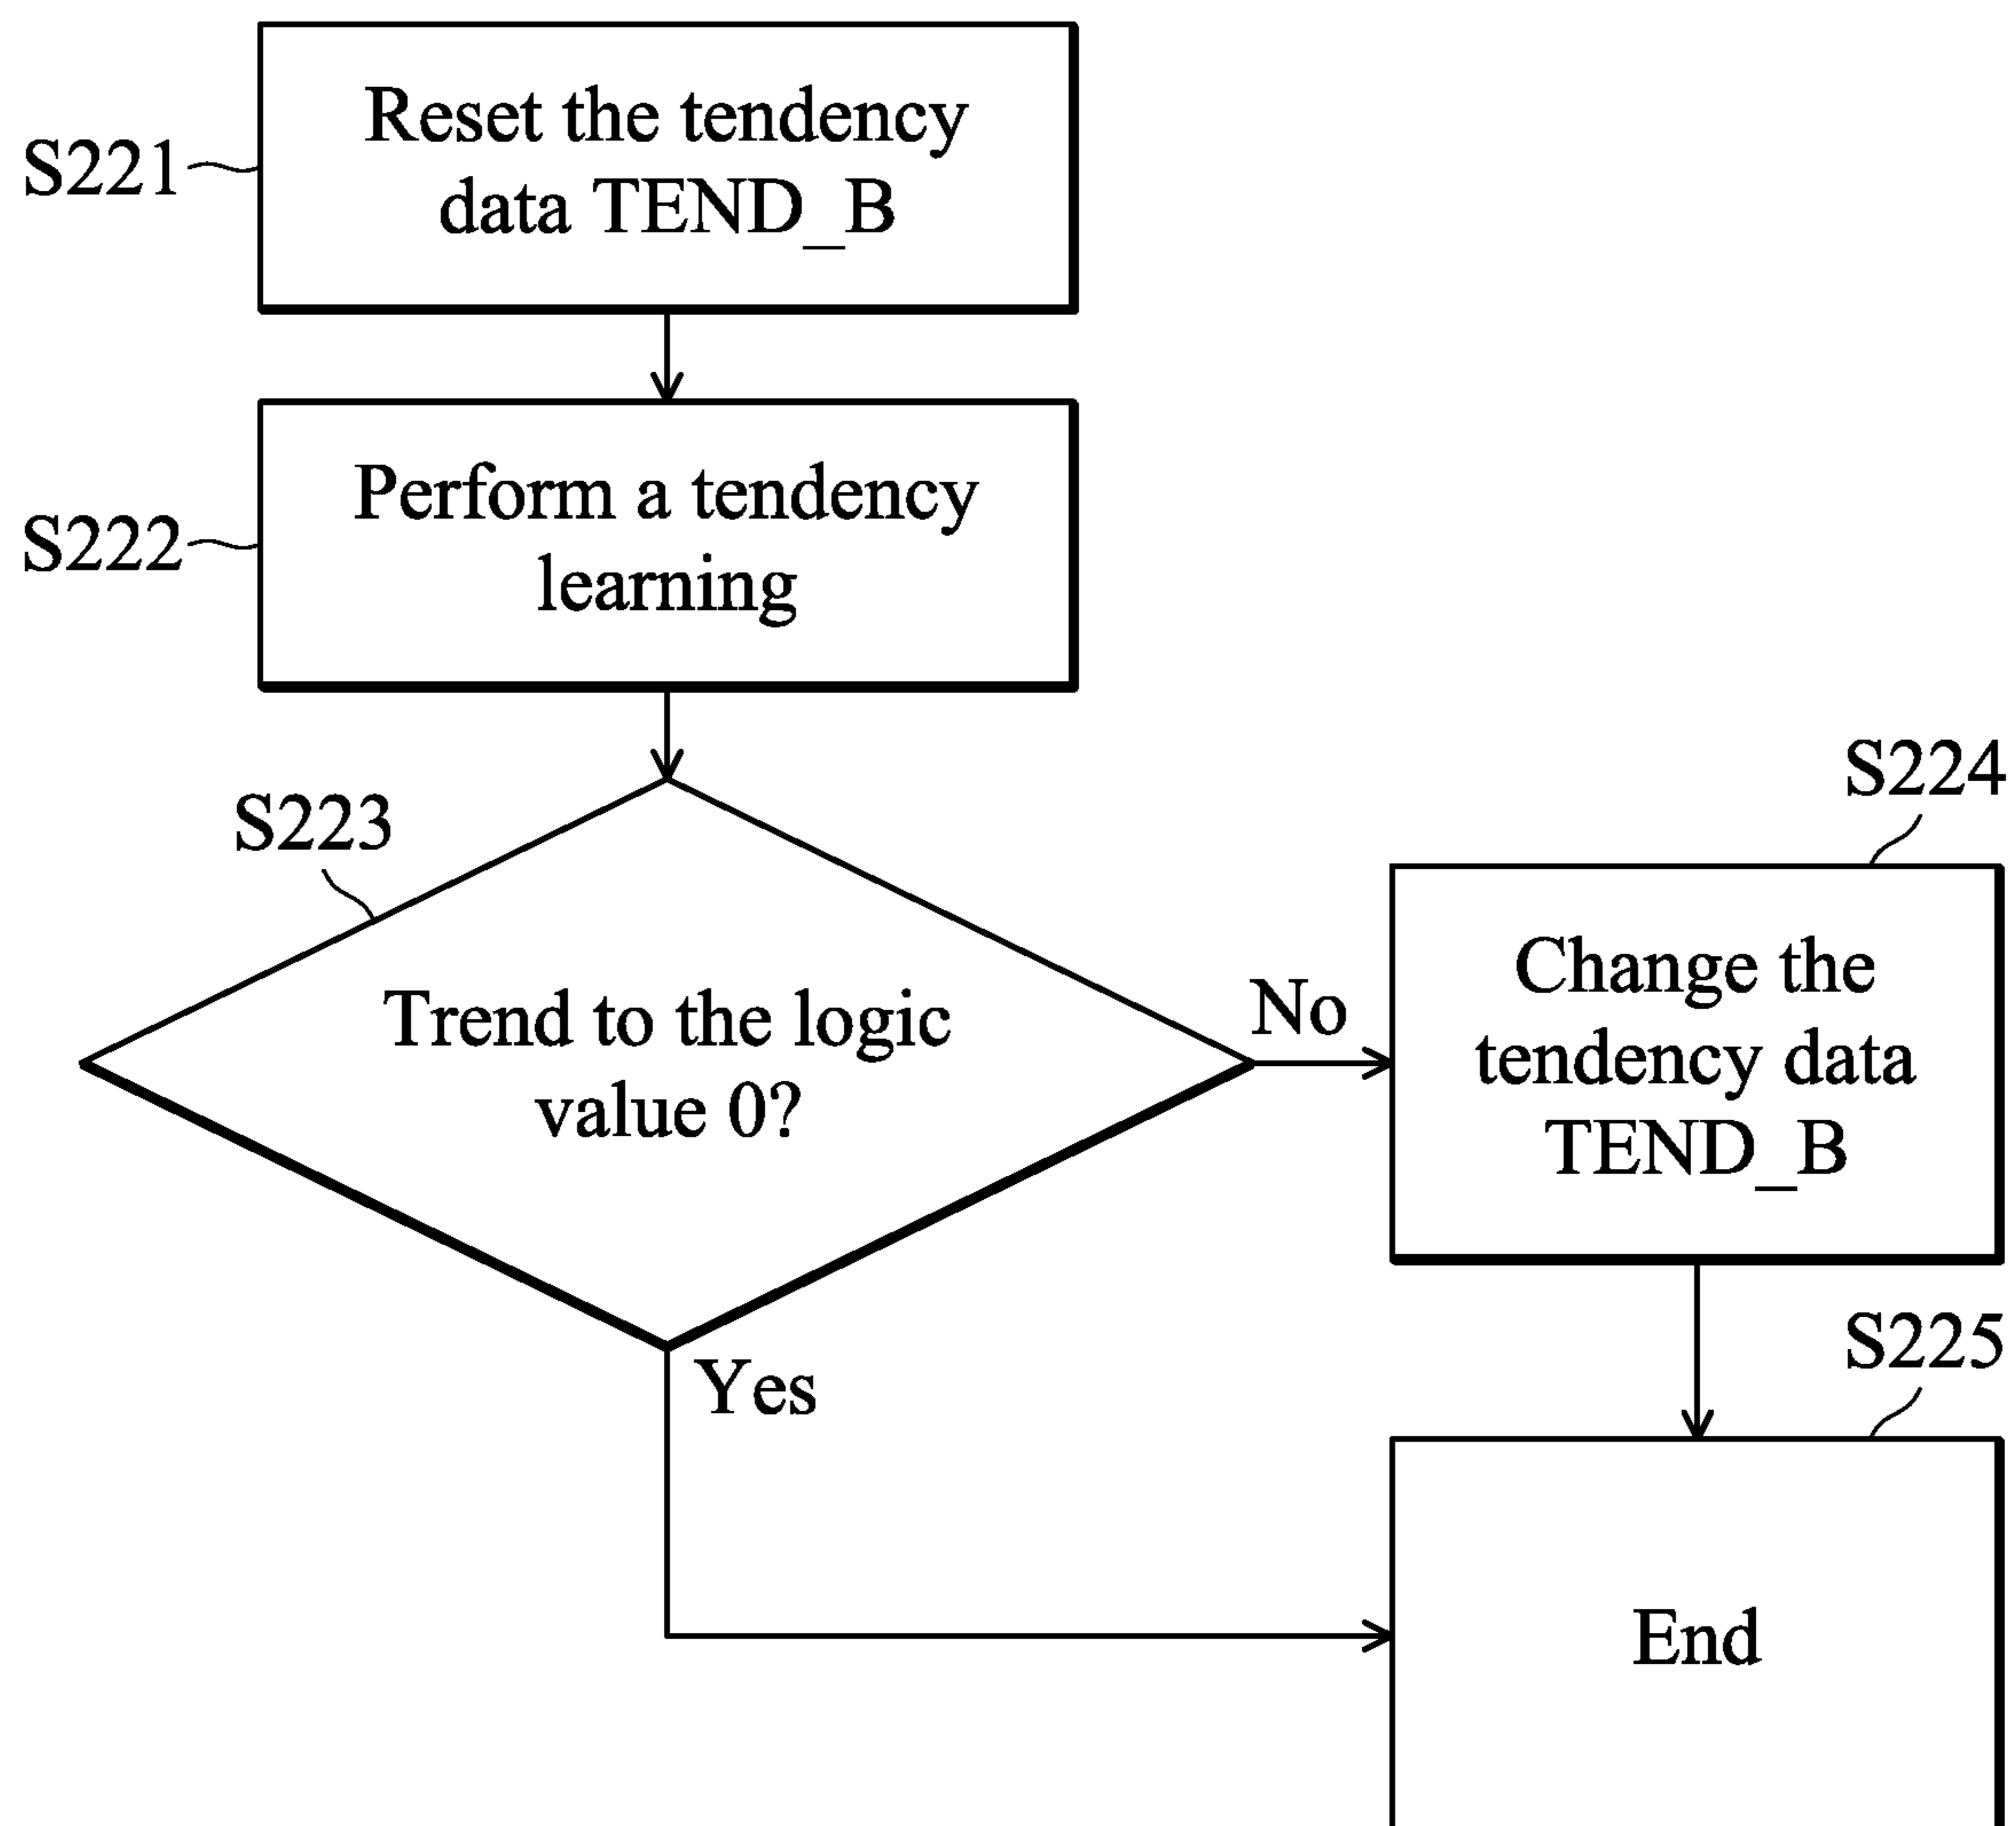 S221
Reset the tendency
data TEND_B
S222
Perform a tendency
learning
S223
Trend to the logic
value 0?
No
Yes
S224
Change the
tendency data
TEND_B
S225
End